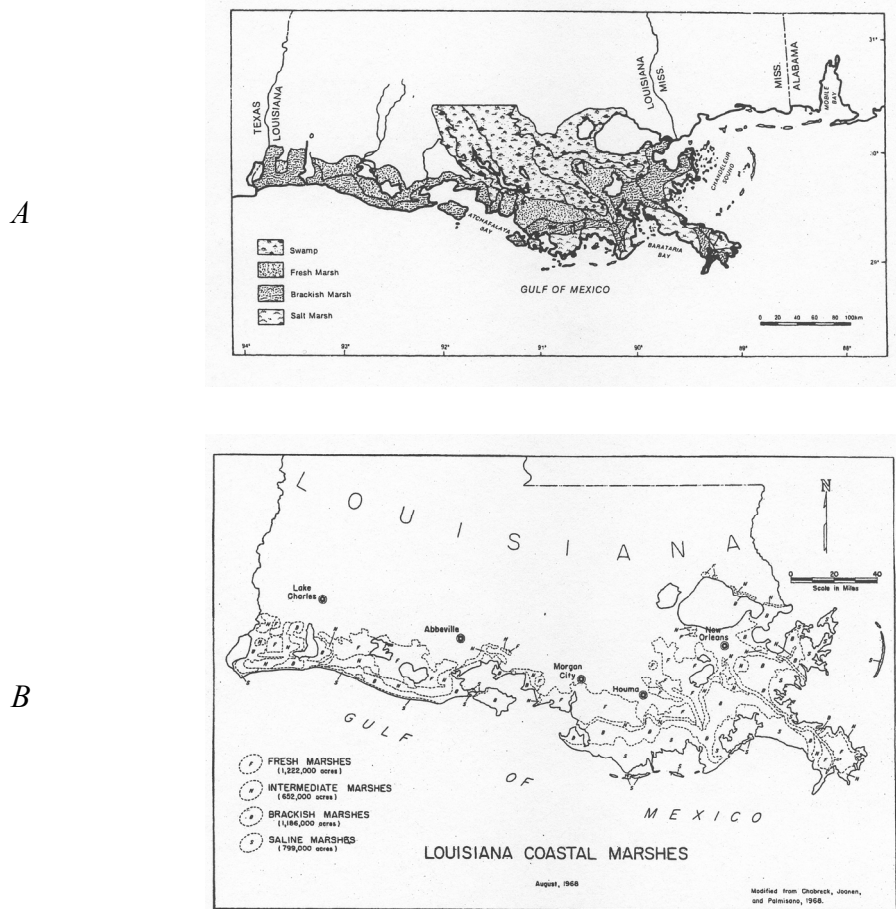 A
TEXAS
LOUISIANA
LOUISIANA
MISS.
MISS.
ALABAMA
MOBILE
BAY
31°
30°
29°
CHANDELEUR
SOUND
ATCHAFALAYA
BAY
BARATARIA
BAY
GULF OF MEXICO
Swamp
Fresh Marsh
Brackish Marsh
Salt Marsh
0 20 40 60 80 100km
94° 93° 92° 91° 90° 89° 88°
B
LOUISIANA
N
0 20 40
Scale in Miles
Lake
Charles
Abbeville
Morgan
City
Houma
New
Orleans
GULF
OF
MEXICO
F FRESH MARSHES
(1,222,000 acres)
H INTERMEDIATE MARSHES
(652,000 acres)
B BRACKISH MARSHES
(1,186,000 acres)
S SALINE MARSHES
(799,000 acres)
LOUISIANA COASTAL MARSHES
August, 1968
Modified from Chabreck, Joanen,
and Palmisano, 1968.